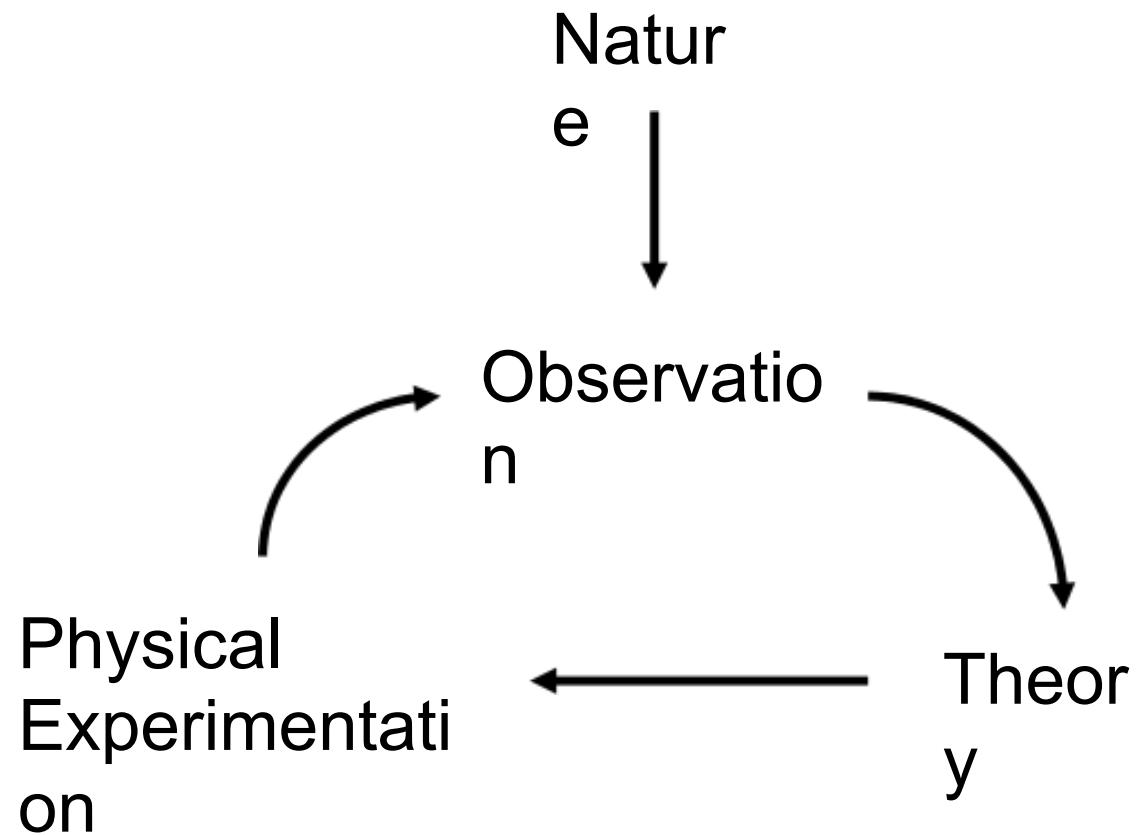 Natur
e
Observatio
n
Physical
Experimentati
on
Theor
y